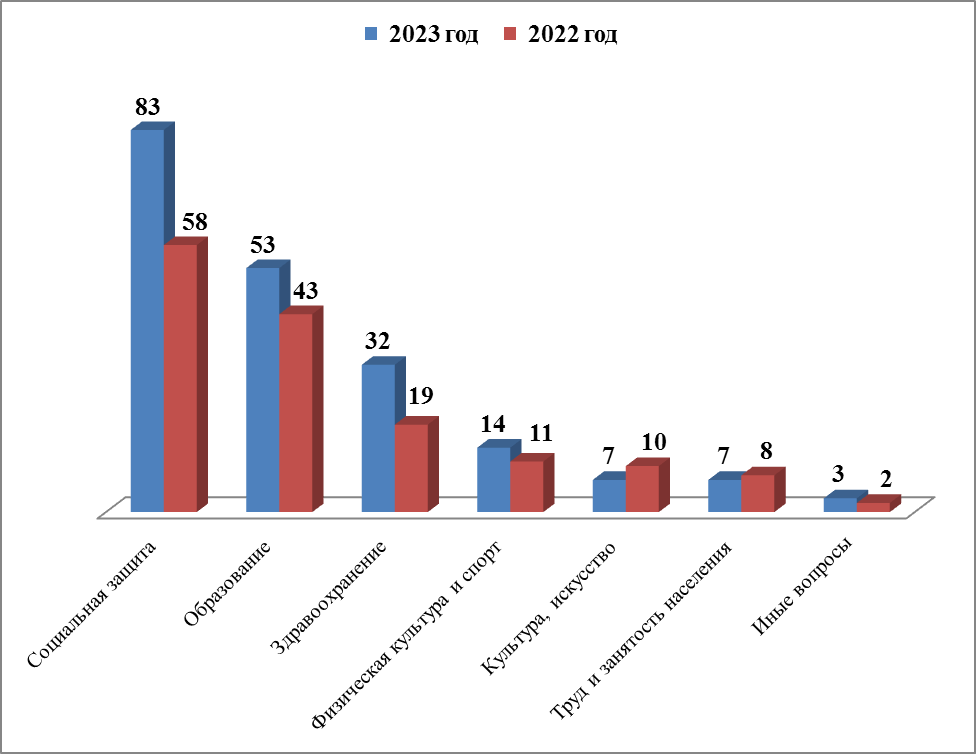 2023 год 2022 год
83
58
53
43
32
19
14
11
7
10
7
8
3
2
Социальная защита
Образование
Здравоохранение
Физическая культура и спорт
Культура, искусство
Труд и занятость населения
Иные вопросы